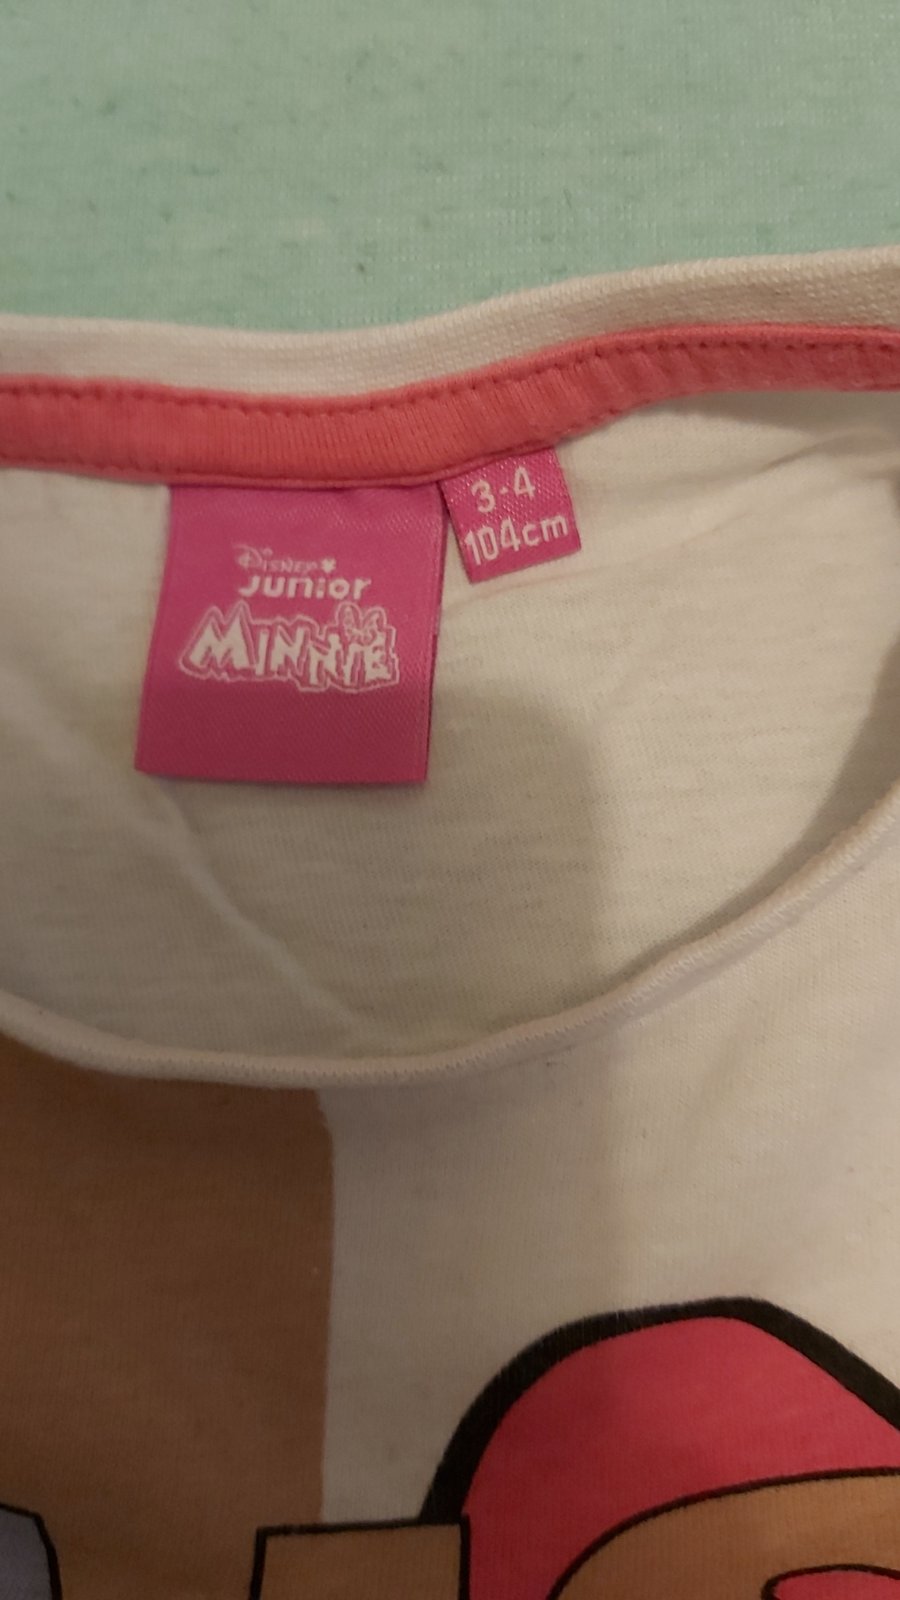 Disney
Junior
MINNIE
3-4
104cm